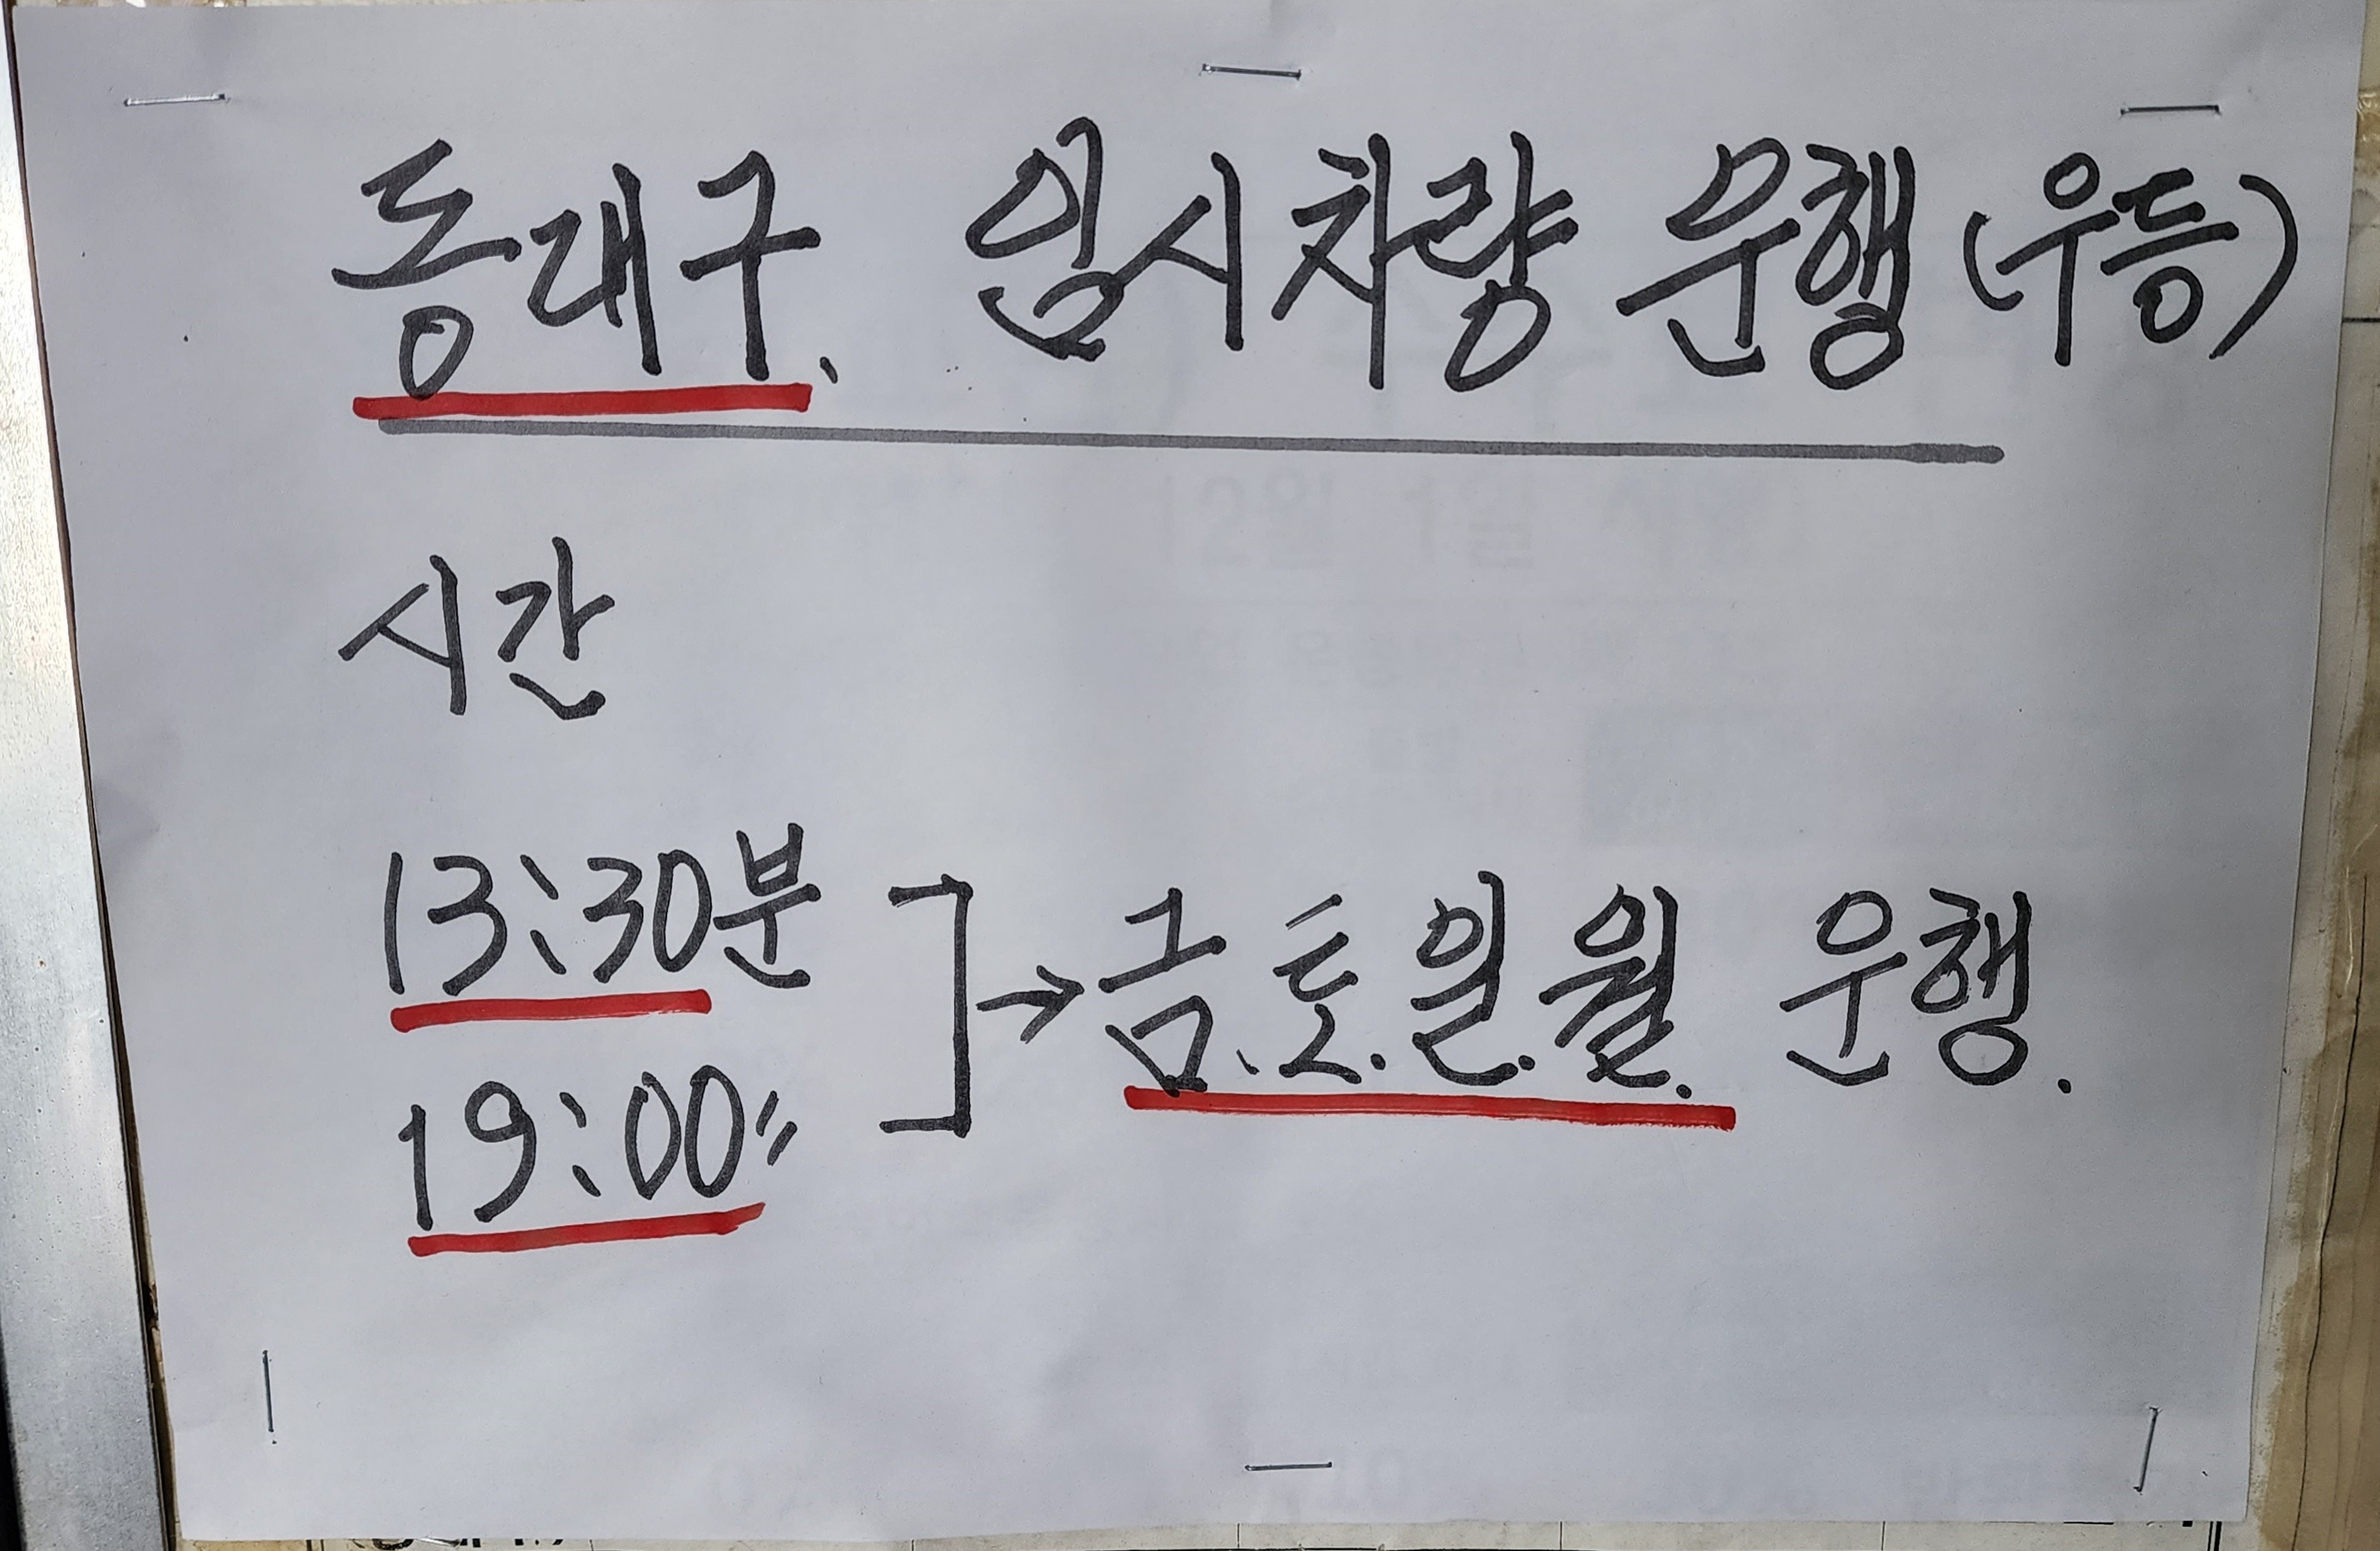 동대구. 임시차량 운행 (우등)
시간
13:30분
19:00〃
→ 금.토.일.월. 운행.